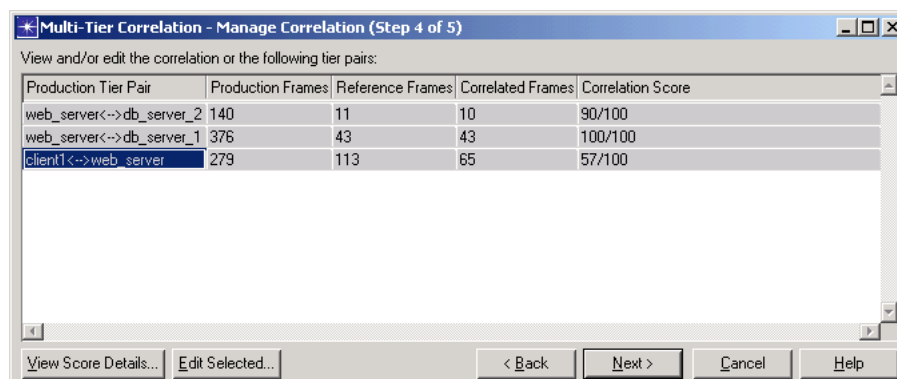 Multi-Tier Correlation - Manage Correlation (Step 4 of 5)
View and/or edit the correlation or the following tier pairs:
Production Tier Pair Production Frames Reference Frames Correlated Frames Correlation Score
web_server<-->db_server_2 140 11 10 90/100
web_server<-->db_server_1 376 43 43 100/100
client1<-->web_server 279 113 65 57/100
View Score Details... Edit Selected... < Back Next > Cancel Help